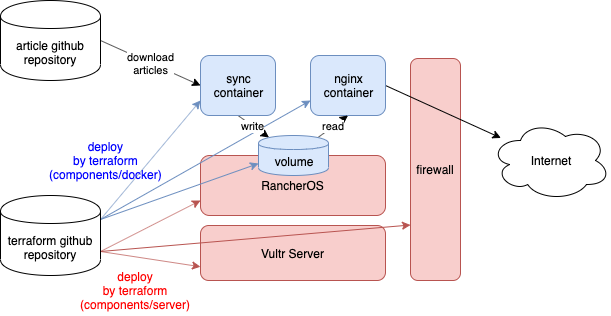 article github
repository
download
articles
sync
container
nginx
container
write
read
volume
deploy
by terraform
(components/docker)
RancherOS
firewall
Internet
terraform github
repository
Vultr Server
deploy
by terraform
(components/server)